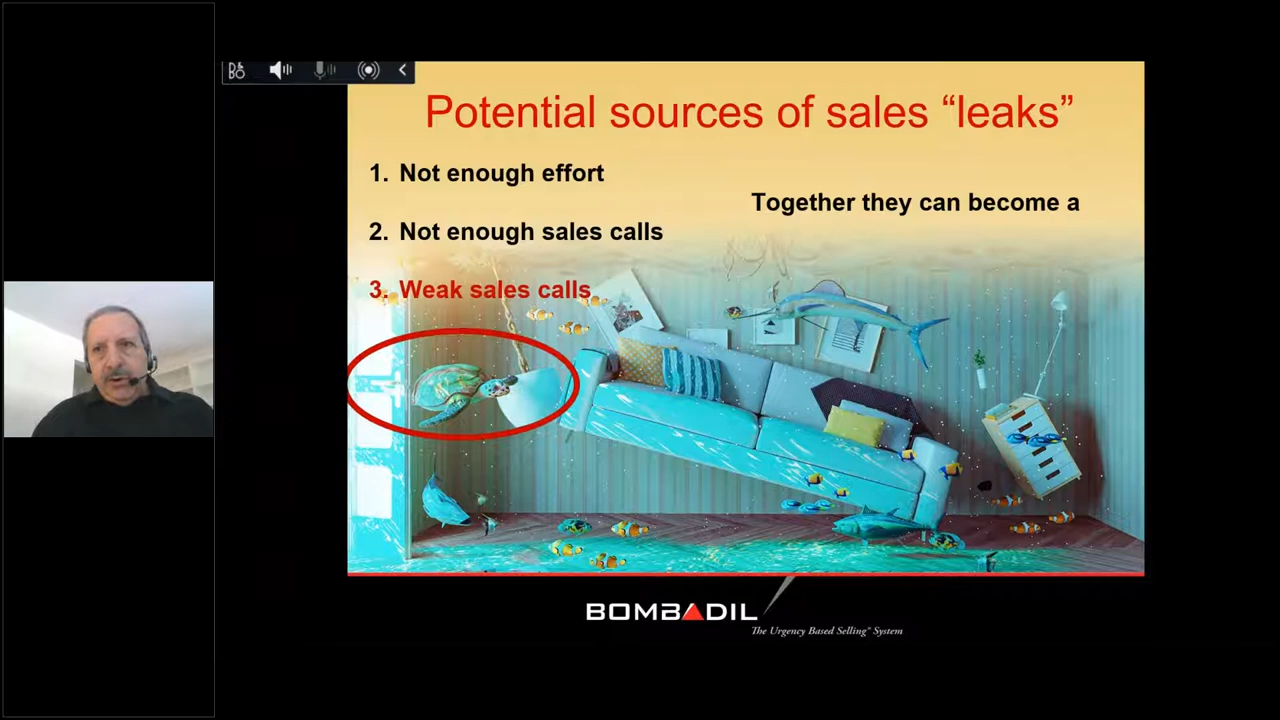 Potential sources of sales “leaks”
1. Not enough effort
Together they can become a
2. Not enough sales calls
3. Weak sales calls
BOMBADIL
The Urgency Based Selling® System